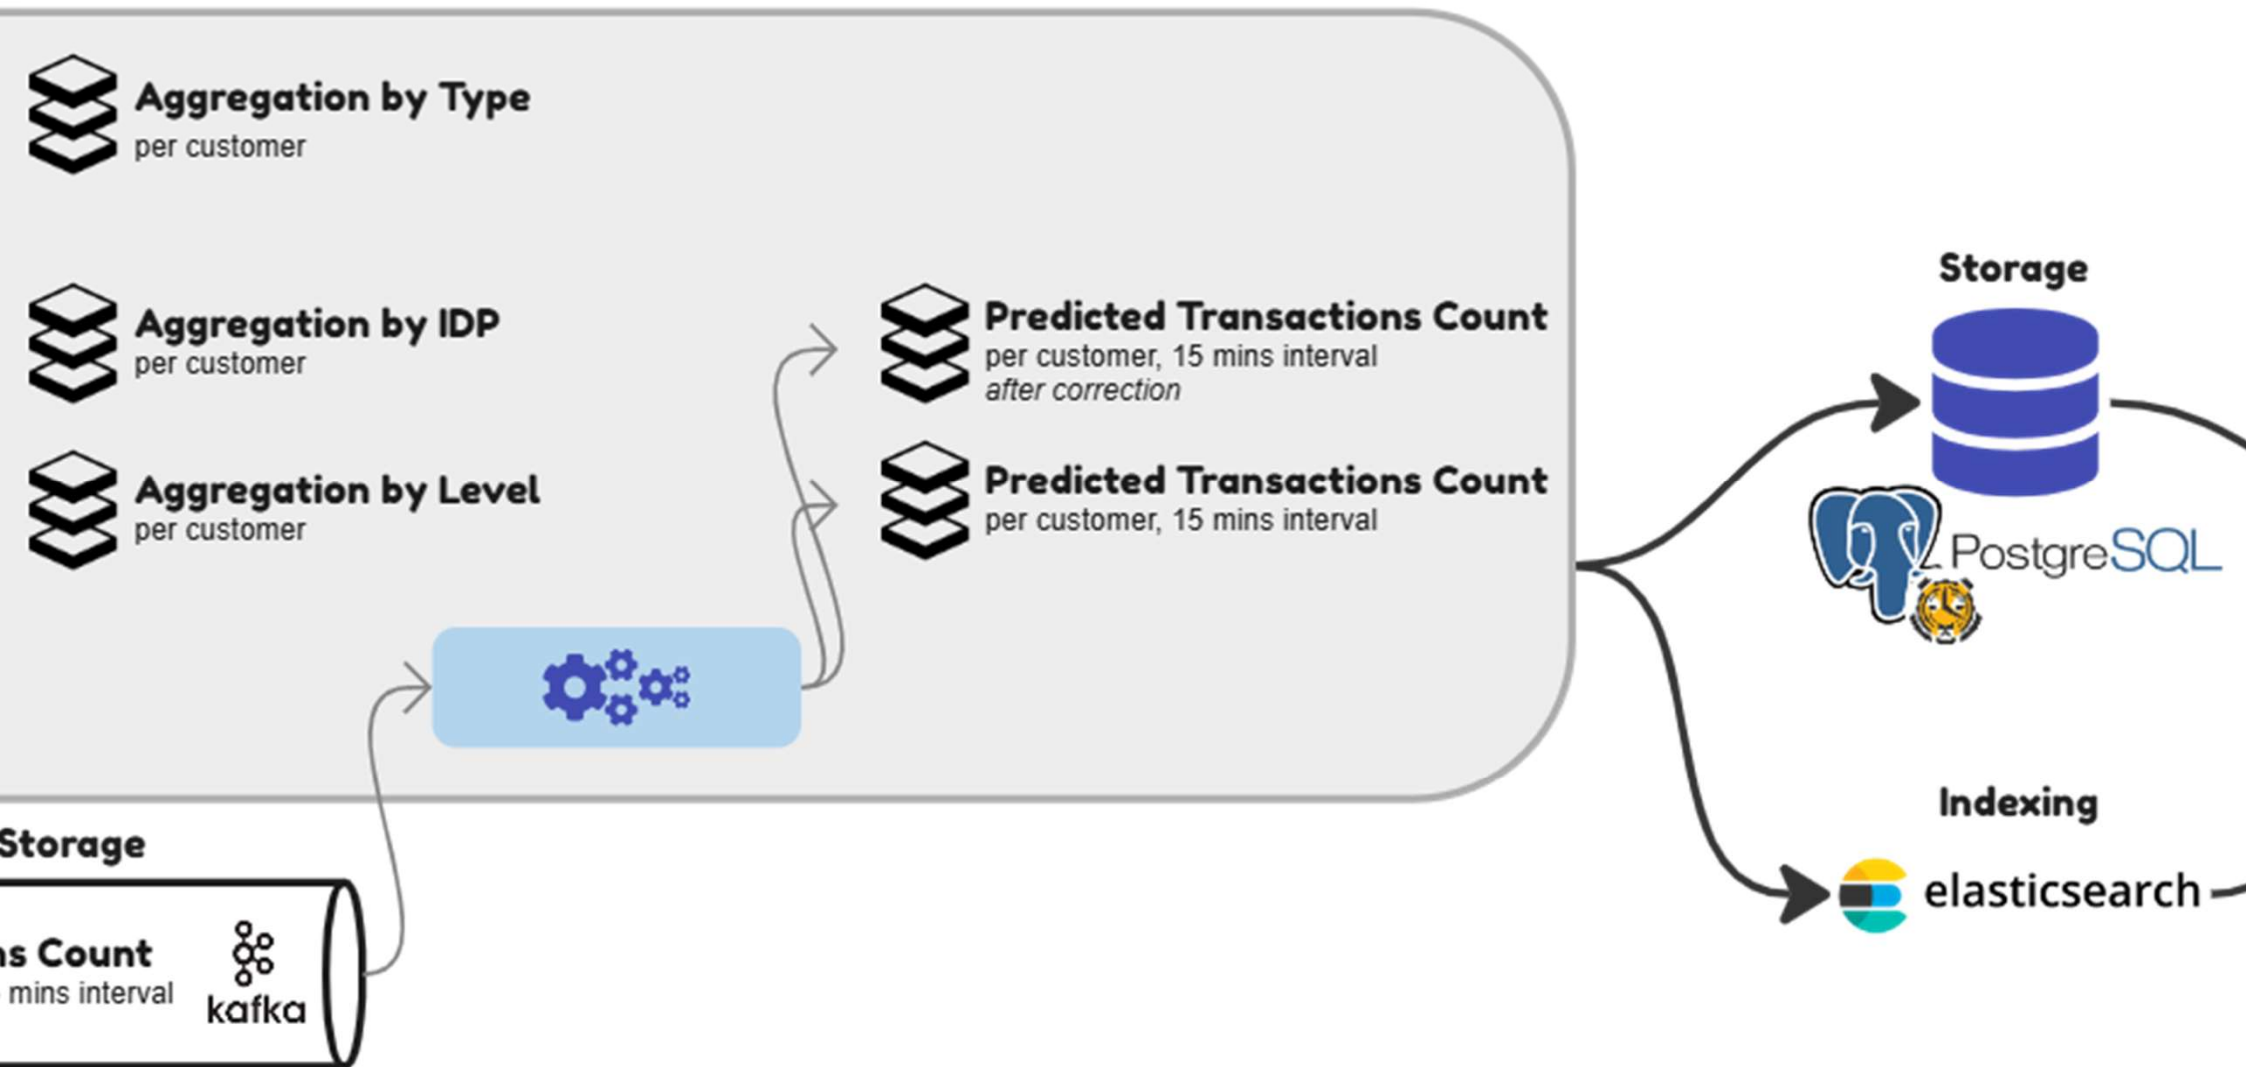 Aggregation by Type
per customer
Aggregation by IDP
per customer
Aggregation by Level
per customer
Predicted Transactions Count
per customer, 15 mins interval
after correction
Predicted Transactions Count
per customer, 15 mins interval
Storage
PostgreSQL
Indexing
elasticsearch
Storage
Count
mins interval
kafka